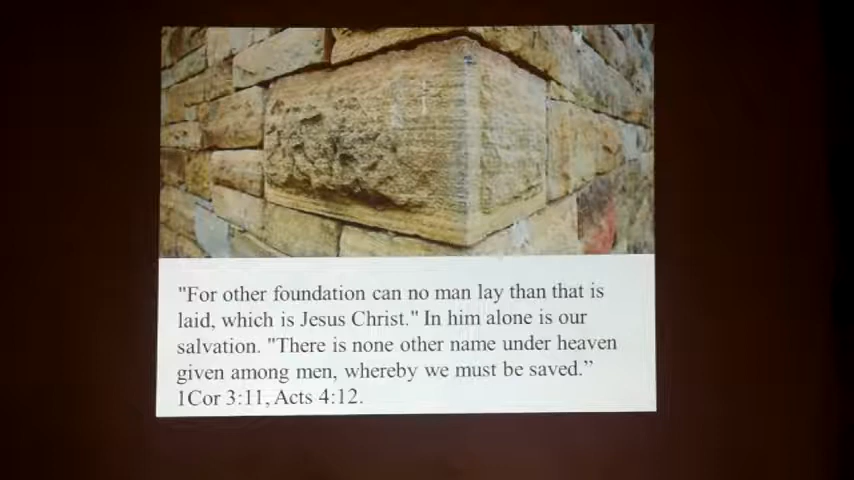 "For other foundation can no man lay than that is
laid, which is Jesus Christ." In him alone is our
salvation. "There is none other name under heaven
given among men, whereby we must be saved.”
1Cor 3:11, Acts 4:12.